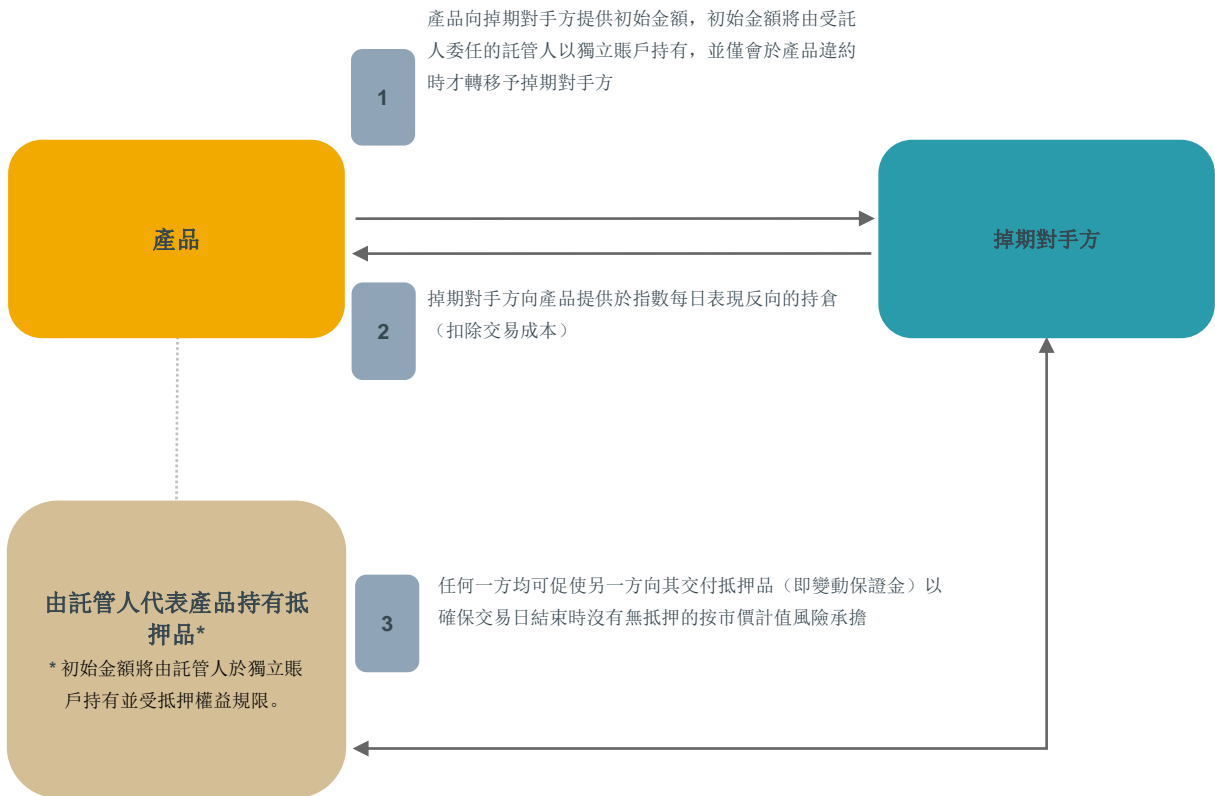 產品向掉期對手方提供初始金額，初始金額將由受託
人委任的託管人以獨立賬戶持有，並僅會於產品違約
時才轉移予掉期對手方
1
產品
掉期對手方
2
掉期對手方向產品提供於指數每日表現反向的持倉
（扣除交易成本）
由託管人代表產品持有抵
押品*
* 初始金額將由託管人於獨立賬
戶持有並受抵押權益規限。
3
任何一方均可促使另一方向其交付抵押品（即變動保證金）以
確保交易日結束時沒有無抵押的按市價計值風險承擔